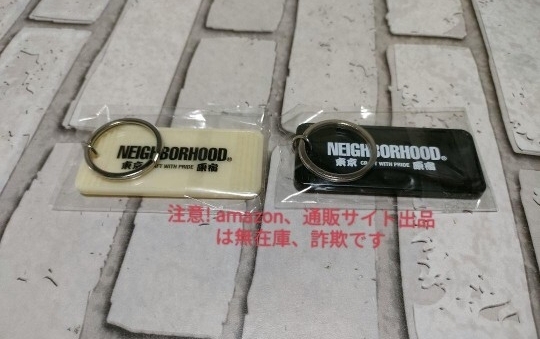 NEIGHBORHOOD®
東京 CRAFT WITH PRIDE 原宿
NEIGHBORHOOD®
東京 CRAFT WITH PRIDE 原宿
注意! amazon、通販サイト出品
は無在庫、詐欺です